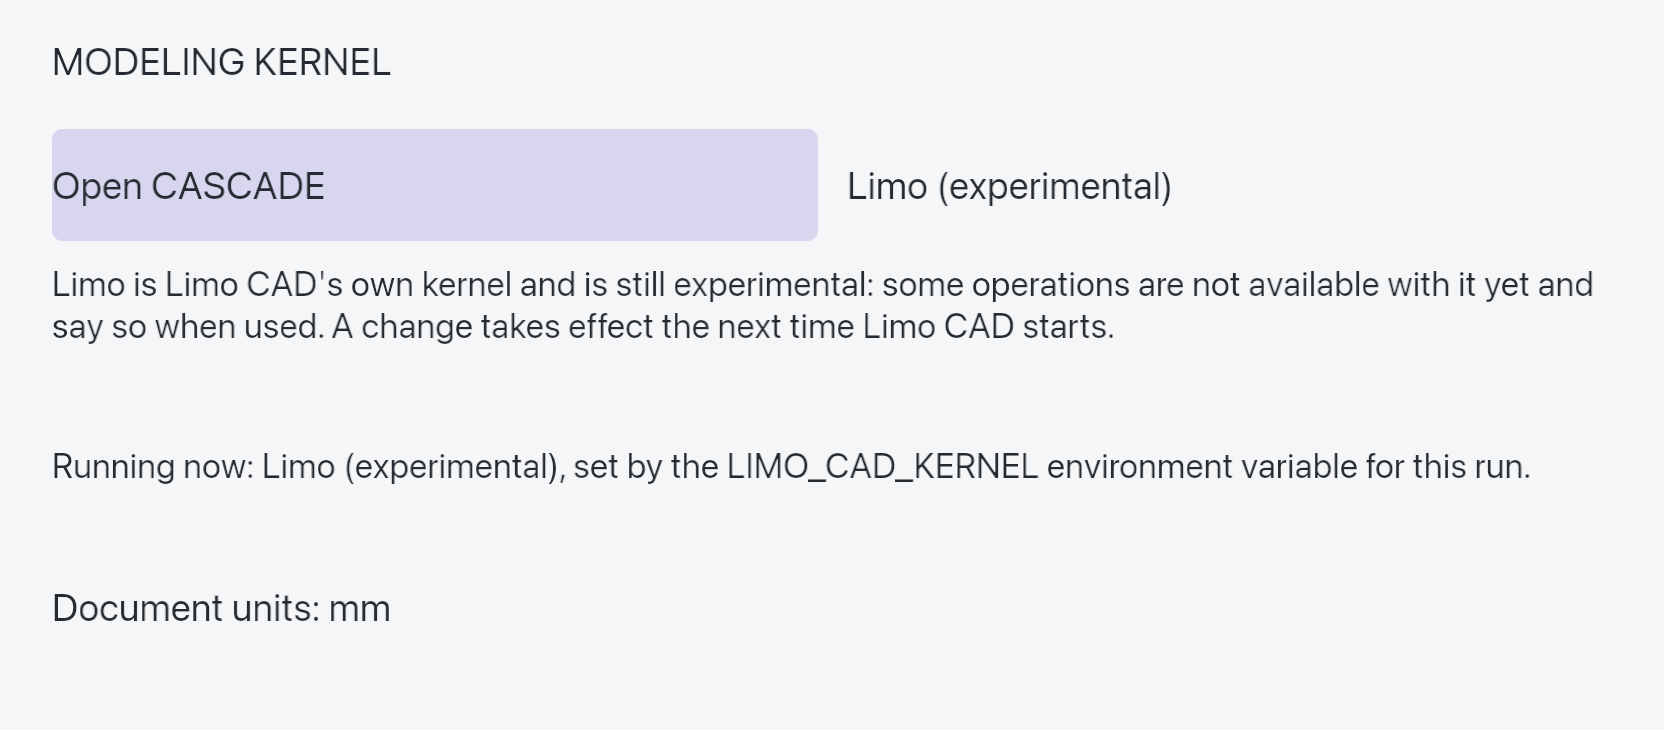 MODELING KERNEL
Open CASCADE
Limo (experimental)
Limo is Limo CAD's own kernel and is still experimental: some operations are not available with it yet and
say so when used. A change takes effect the next time Limo CAD starts.
Running now: Limo (experimental), set by the LIMO_CAD_KERNEL environment variable for this run.
Document units: mm